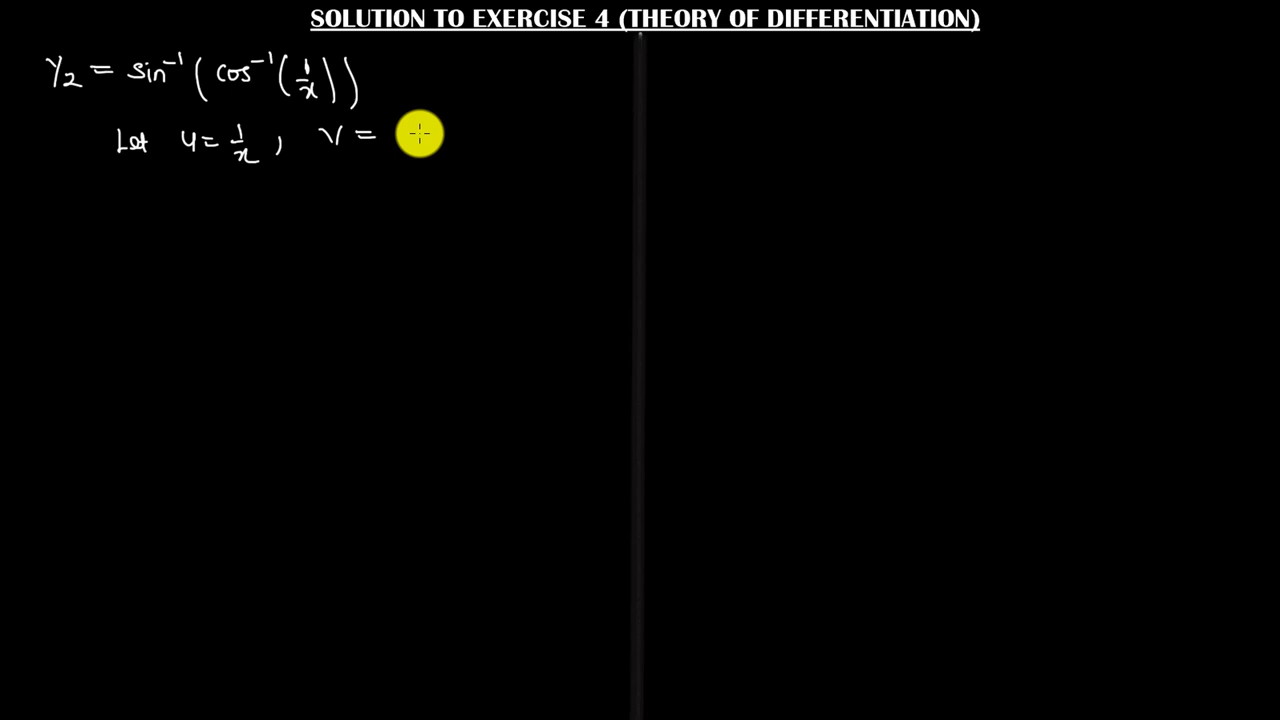 SOLUTION TO EXERCISE 4 (THEORY OF DIFFERENTIATION)
y₂ = sin⁻¹(cos⁻¹(1/x))
Let u = 1/x, v =